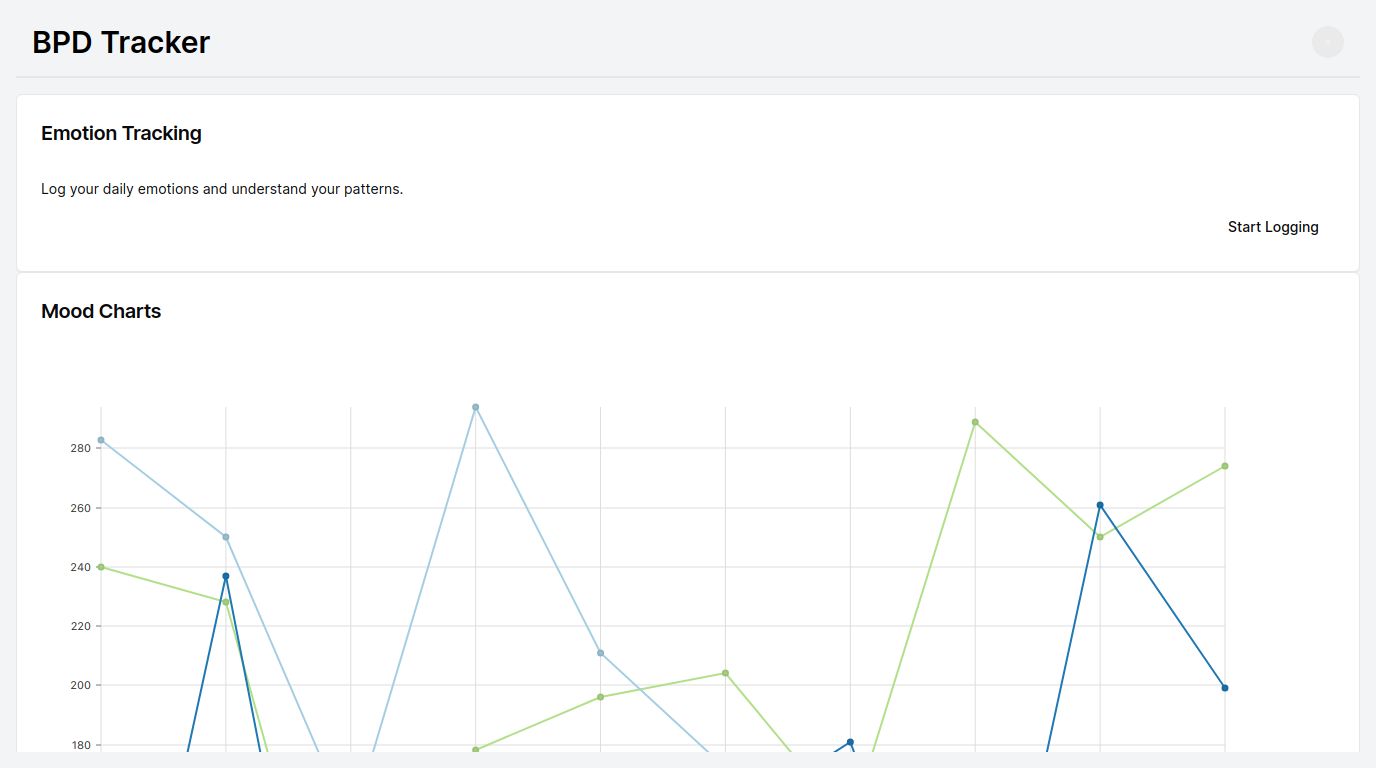 BPD Tracker
Emotion Tracking
Log your daily emotions and understand your patterns.
Start Logging
Mood Charts
280
260
240
220
200
180